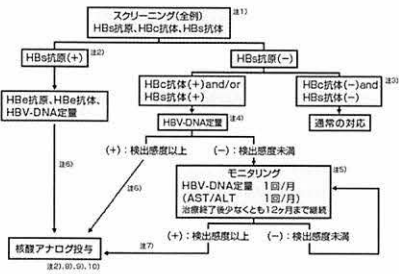 スクリーニング(全例)
注1)
HBs抗原、HBc抗体、HBs抗体
HBs抗原(+)
注2)
HBs抗原(-)
HBc抗体(+)and/or
HBs抗体(+)
HBc抗体(-)and
HBs抗体(-)
注3)
HBe抗原、HBe抗体、
HBV-DNA定量
HBV-DNA定量
注4)
通常の対応
(+):検出感度以上
(-):検出感度未満
注6)
注6)
モニタリング
注5)
HBV-DNA定量 1回/月
(AST/ALT 1回/月)
治療終了後少なくとも12ヶ月まで継続
(+):検出感度以上
(-):検出感度未満
注7)
核酸アナログ投与
注2),8),9),10)